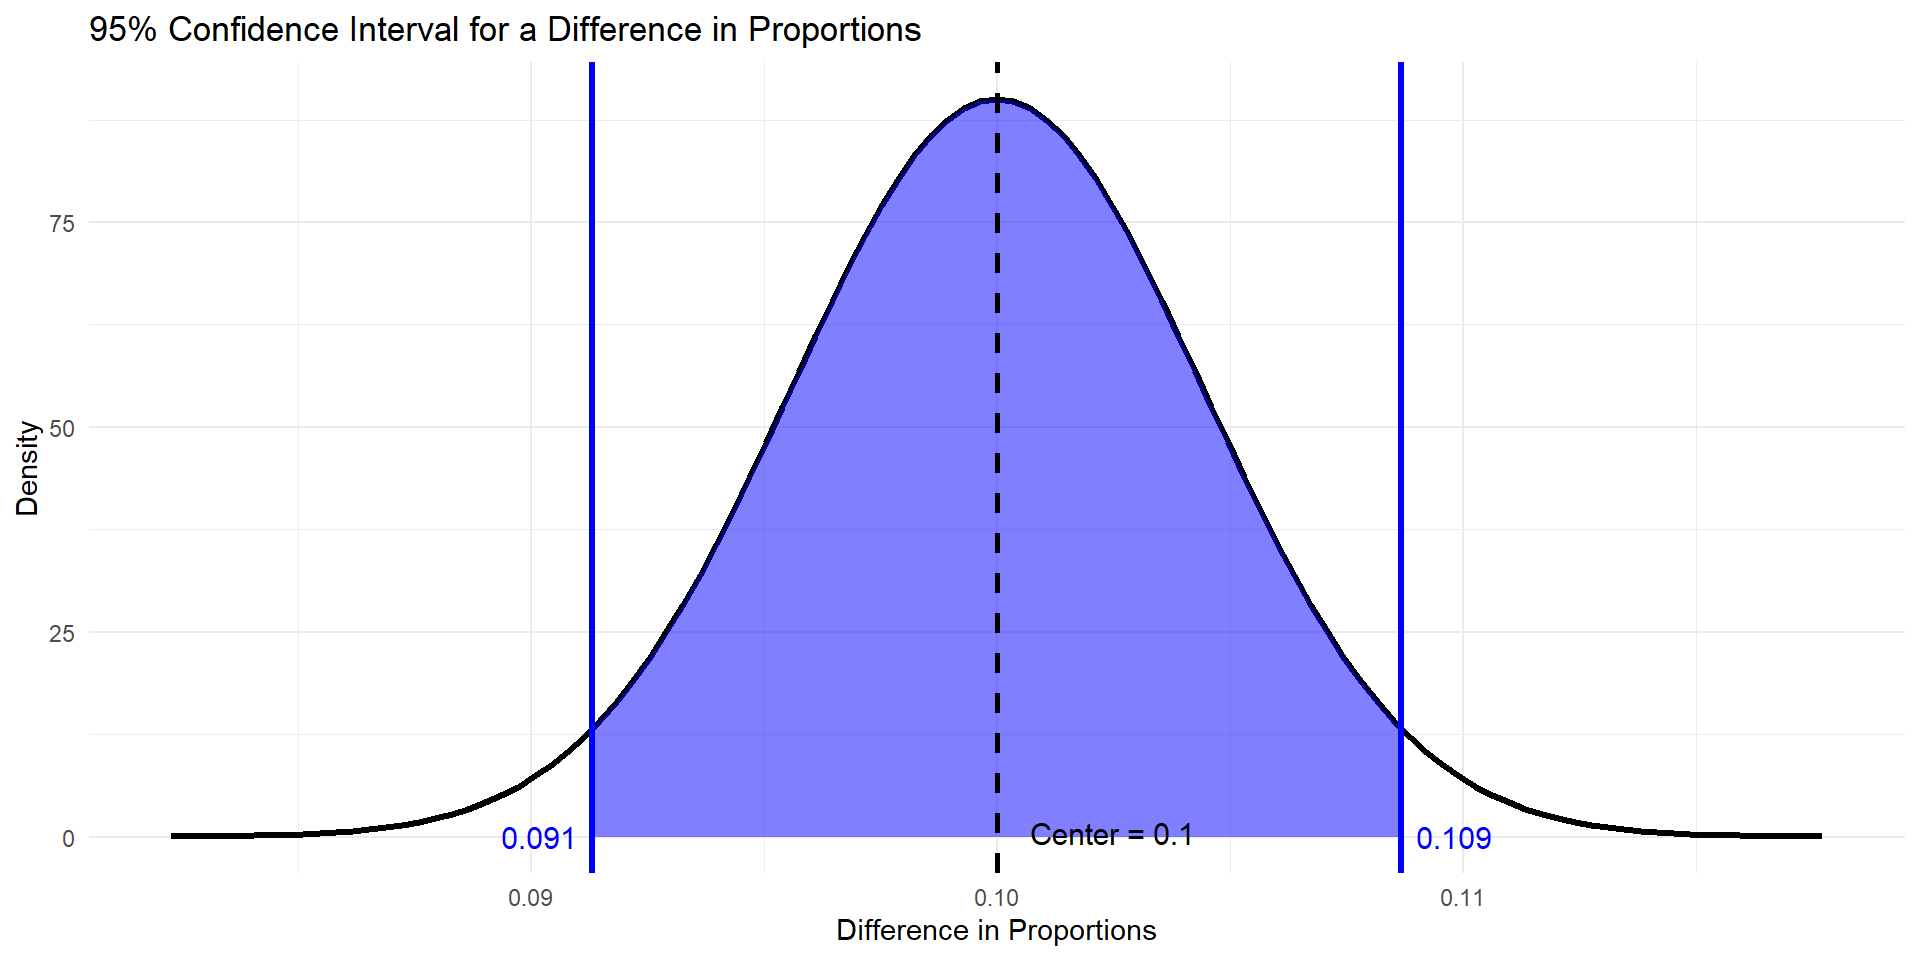 95% Confidence Interval for a Difference in Proportions
Density
75
50
25
0
0.091
Center = 0.1
0.109
0.09
0.10
0.11
Difference in Proportions